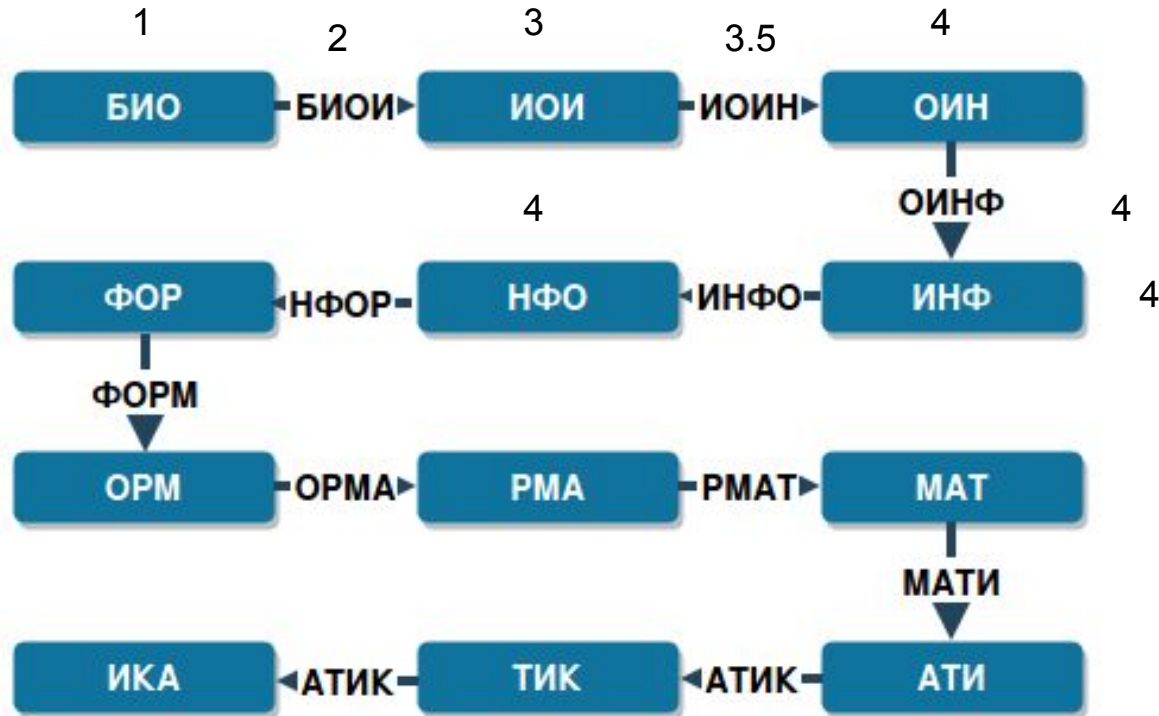 1 2 3 3.5 4
БИО БИОИ ИОИ ИОИН ОИН
ОИНФ 4
4
ФОР НФОР НФО ИНФО ИНФ 4
ФОРМ
ОРМ ОРМА РМА РМАТ МАТ
МАТИ
ИКА АТИК ТИК АТИК АТИ